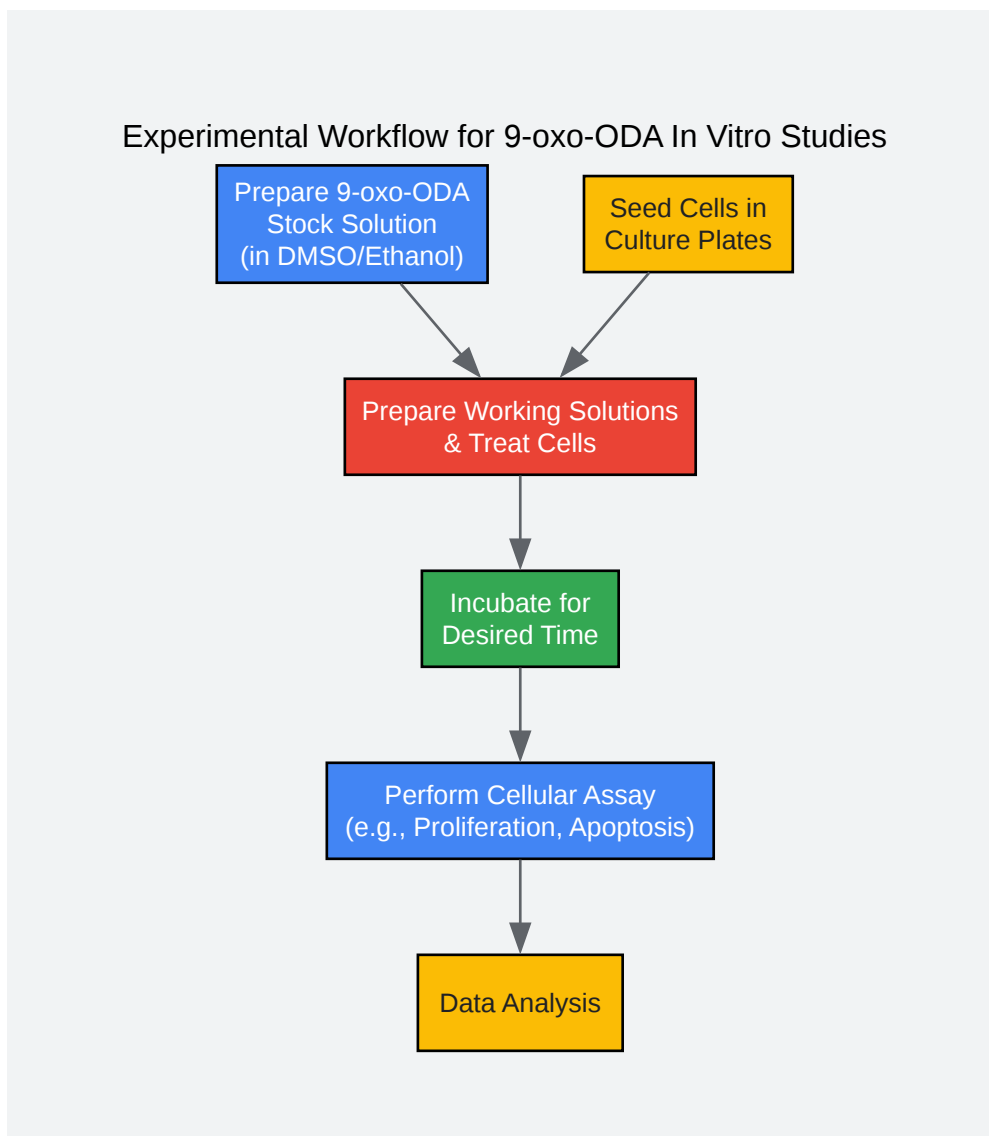 Experimental Workflow for 9-oxo-ODA In Vitro Studies
Prepare 9-oxo-ODA
Stock Solution
(in DMSO/Ethanol)
Seed Cells in
Culture Plates
Prepare Working Solutions
& Treat Cells
Incubate for
Desired Time
Perform Cellular Assay
(e.g., Proliferation, Apoptosis)
Data Analysis